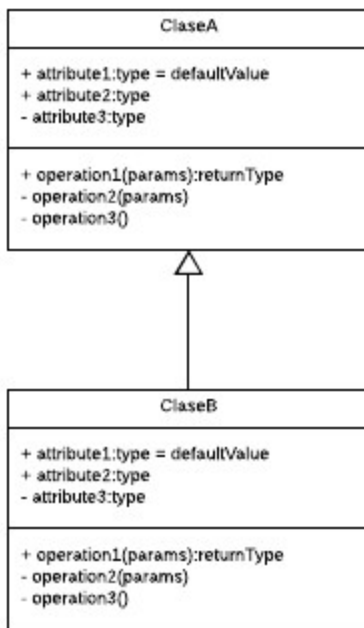 ClaseA
+ attribute1:type = defaultValue
+ attribute2:type
- attribute3:type
+ operation1(params):returnType
- operation2(params)
- operation3()
ClaseB
+ attribute1:type = defaultValue
+ attribute2:type
- attribute3:type
+ operation1(params):returnType
- operation2(params)
- operation3()